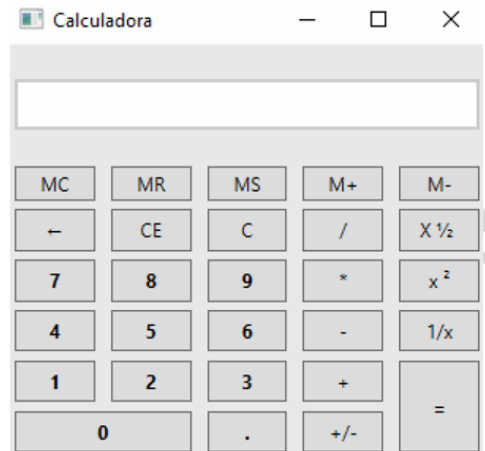 Calculadora
MC MR MS M+ M-
← CE C / X ½
7 8 9 * x ²
4 5 6 - 1/x
1 2 3 + =
0 . +/-